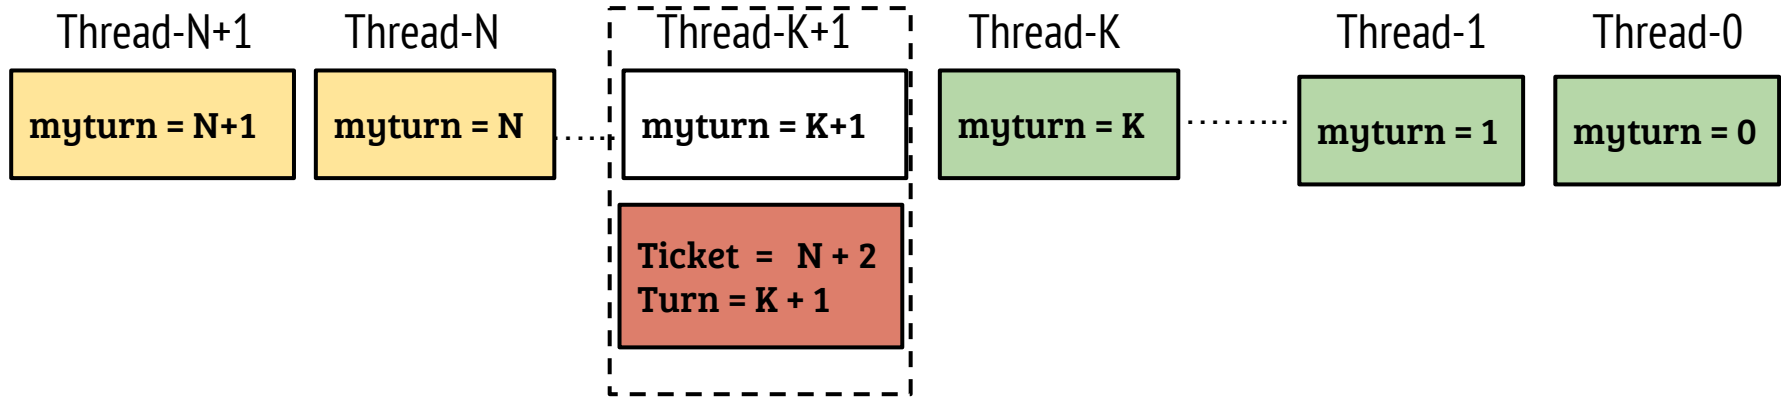 Thread-N+1 Thread-N Thread-K+1 Thread-K Thread-1 Thread-0
myturn = N+1 myturn = N myturn = K+1 myturn = K myturn = 1 myturn = 0
Ticket = N + 2
Turn = K + 1